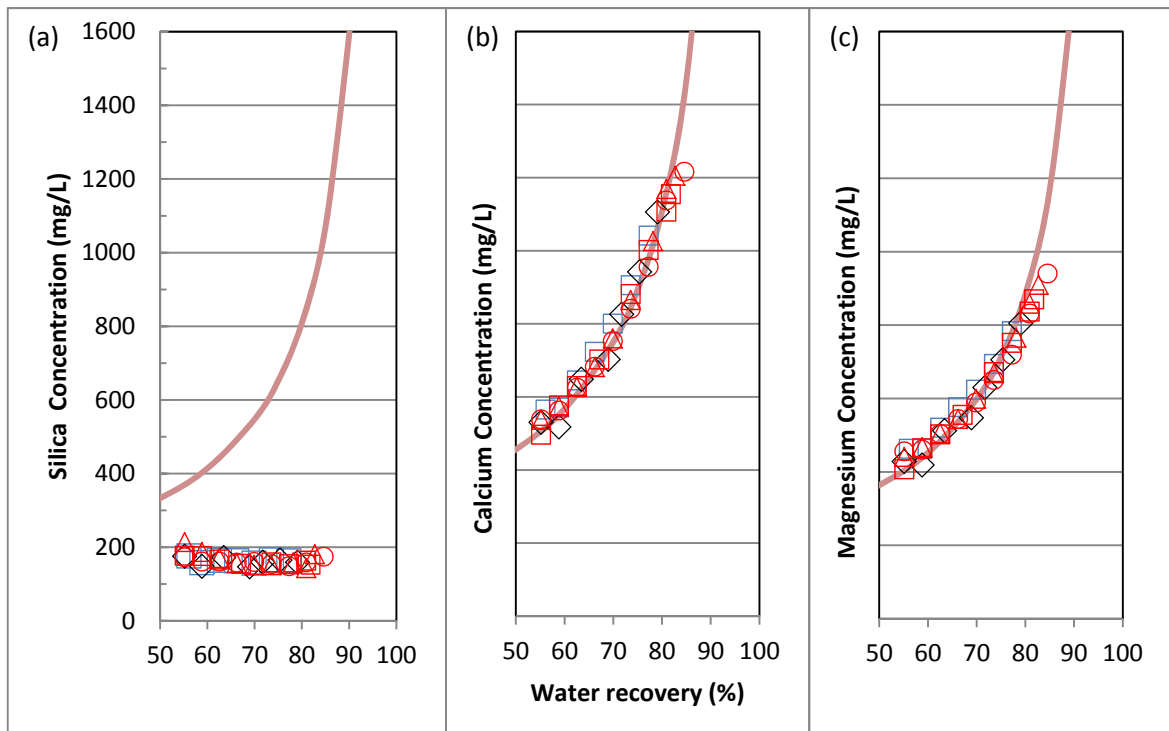 (a)
(b)
(c)
Silica Concentration (mg/L)
1600
1400
1200
1000
800
600
400
200
0
50 60 70 80 90 100
Calcium Concentration (mg/L)
50 60 70 80 90 100
Magnesium Concentration (mg/L)
50 60 70 80 90 100
Water recovery (%)